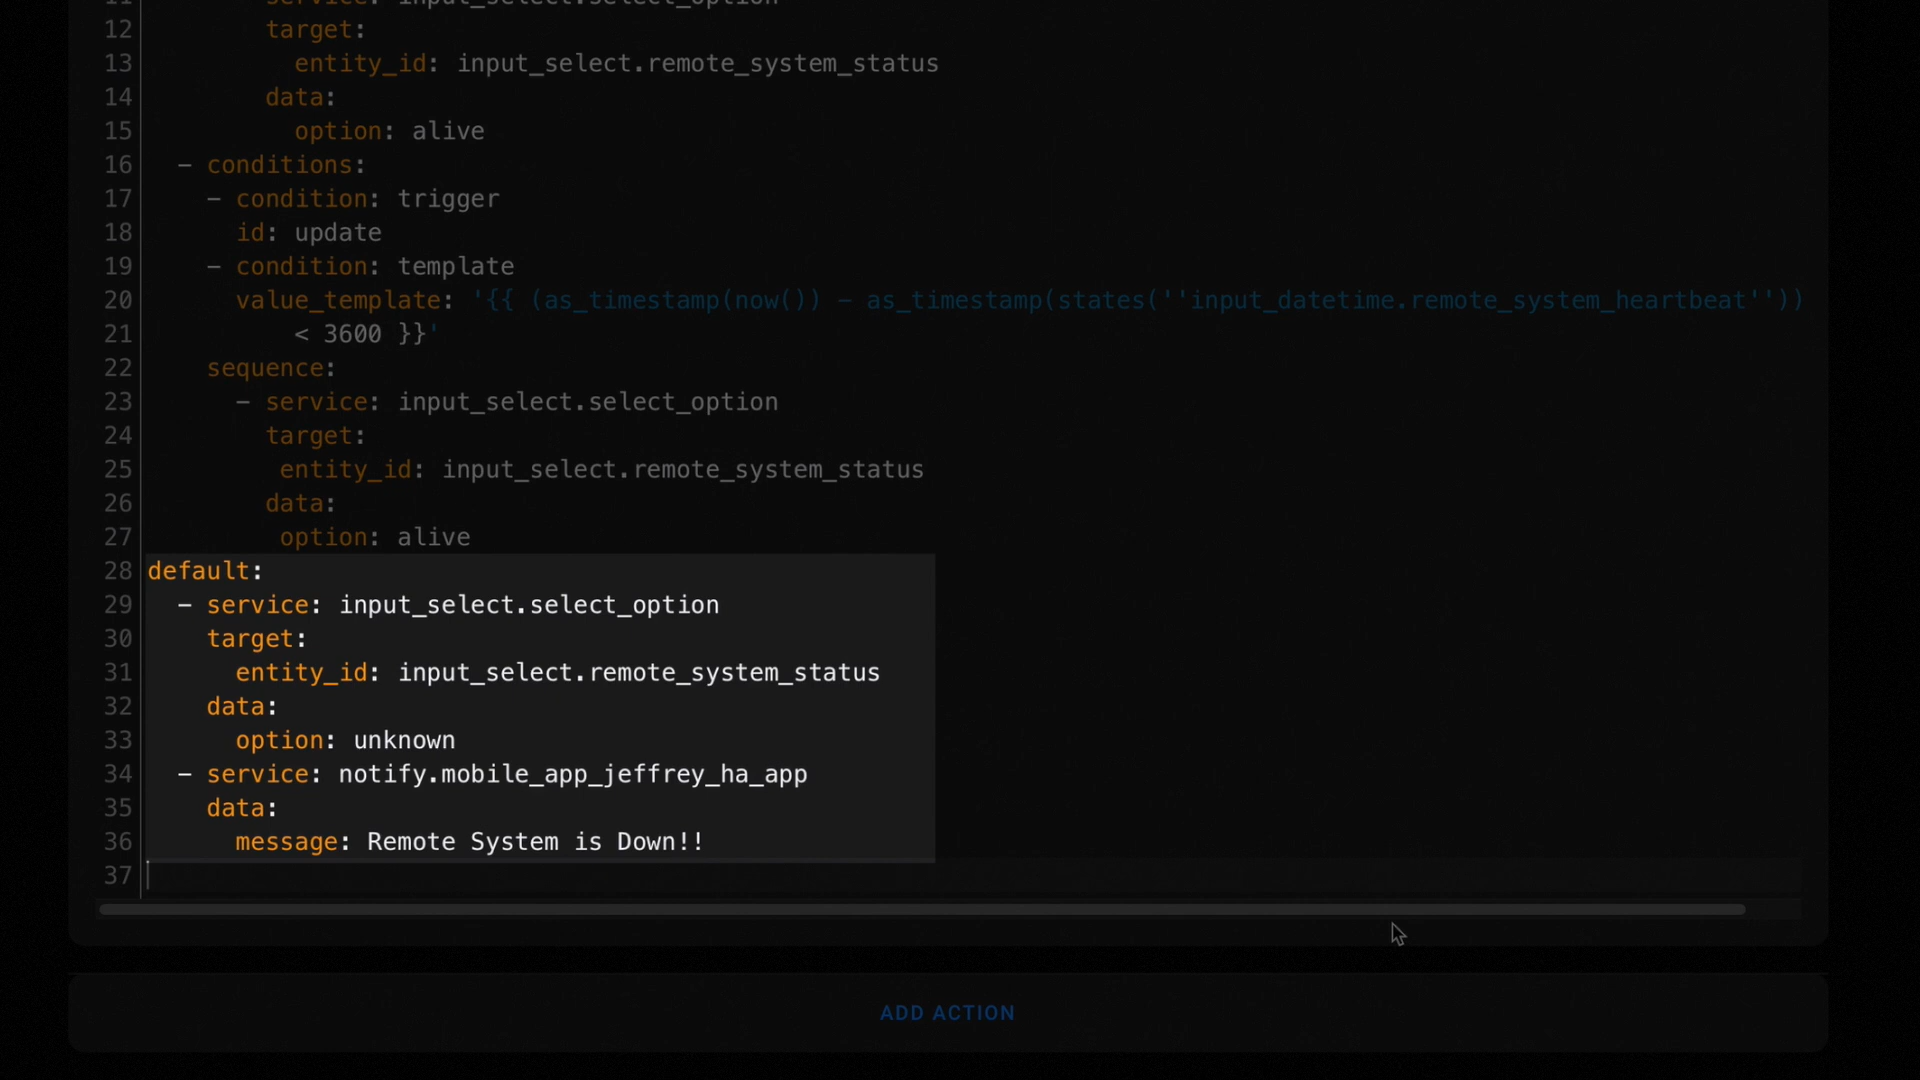 11 service: input_select.select_option
12 target:
13 entity_id: input_select.remote_system_status
14 data:
15 option: alive
16 - conditions:
17 - condition: trigger
18 id: update
19 - condition: template
20 value_template: '{{ (as_timestamp(now()) - as_timestamp(states(''input_datetime.remote_system_heartbeat''))
21 < 3600 }}'
22 sequence:
23 - service: input_select.select_option
24 target:
25 entity_id: input_select.remote_system_status
26 data:
27 option: alive
28 default:
29 - service: input_select.select_option
30 target:
31 entity_id: input_select.remote_system_status
32 data:
33 option: unknown
34 - service: notify.mobile_app_jeffrey_ha_app
35 data:
36 message: Remote System is Down!!
37
ADD ACTION